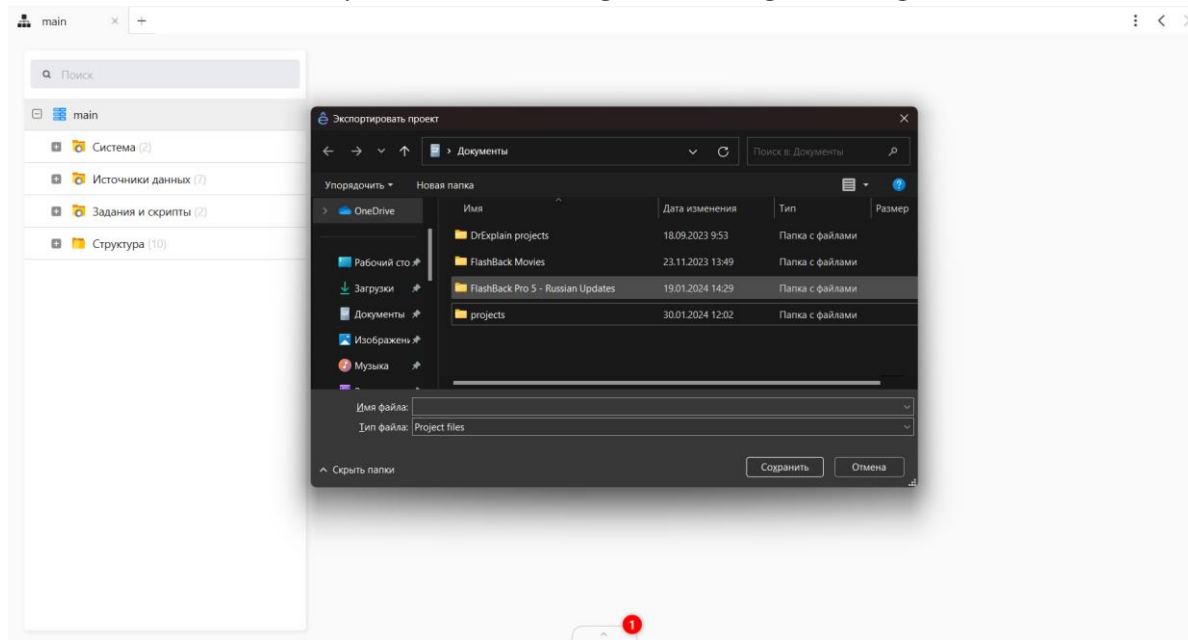 main
Поиск
main
Система (2)
Источники данных (7)
Задания и скрипты (2)
Структура (10)
Экспортировать проект
Документы
Поиск в: Документы
Упорядочить
Новая папка
OneDrive
Имя
Дата изменения
Тип
Размер
DrExplain projects
18.09.2023 9:53
Папка с файлами
Рабочий сто
FlashBack Movies
23.11.2023 13:49
Папка с файлами
Загрузки
FlashBack Pro 5 - Russian Updates
19.01.2024 14:29
Папка с файлами
Документы
projects
30.01.2024 12:02
Папка с файлами
Изображень
Музыка
Имя файла:
Тип файла: Project files
Скрыть папки
Сохранить
Отмена
1